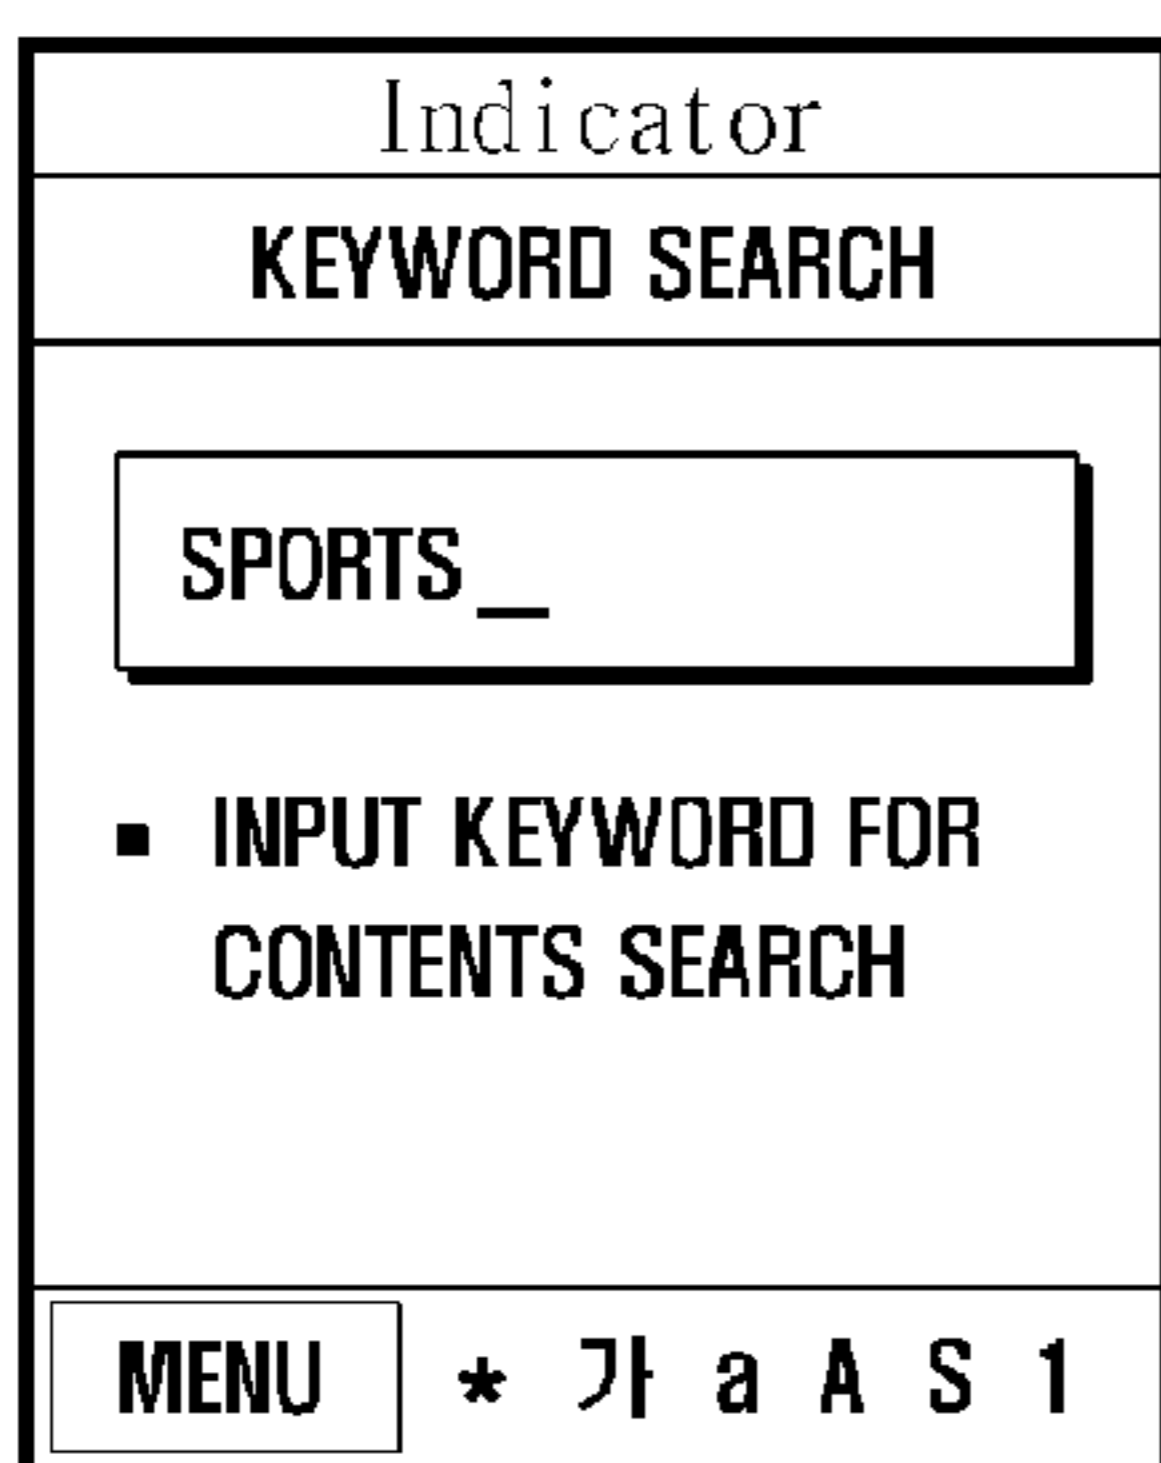 Indicator
KEYWORD SEARCH
SPORTS_
▪ INPUT KEYWORD FOR
CONTENTS SEARCH
MENU * 가 a A S 1